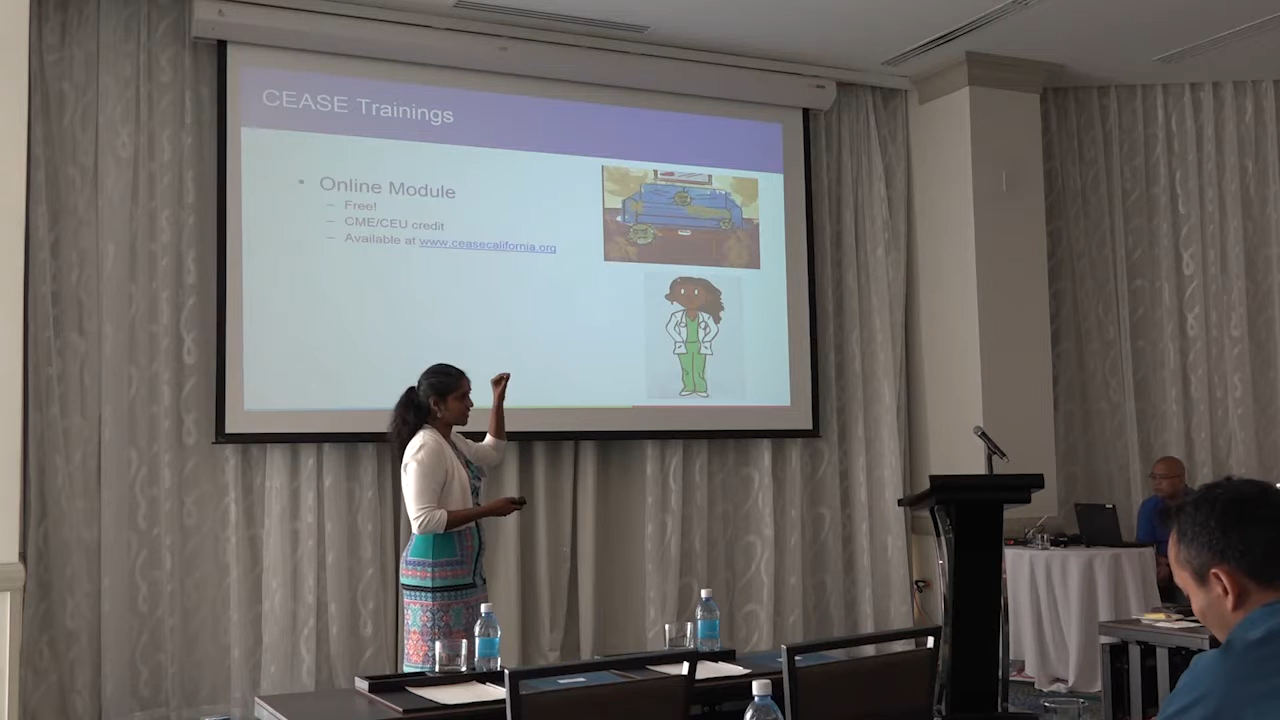 CEASE Trainings
• Online Module
– Free!
– CME/CEU credit
– Available at www.ceasecalifornia.org